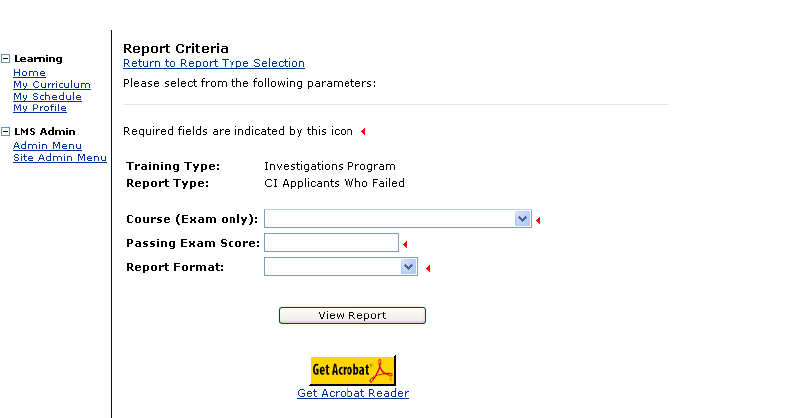 Learning
Home
My Curriculum
My Schedule
My Profile
LMS Admin
Admin Menu
Site Admin Menu
Report Criteria
Return to Report Type Selection
Please select from the following parameters:
Required fields are indicated by this icon
Training Type: Investigations Program
Report Type: CI Applicants Who Failed
Course (Exam only):
Passing Exam Score:
Report Format:
View Report
Get Acrobat
Get Acrobat Reader